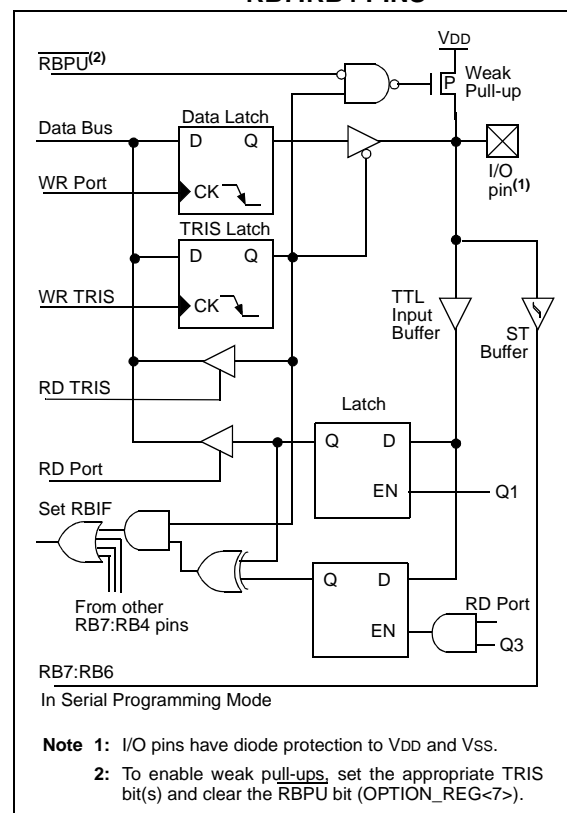 RBPU(2)
VDD
P
Weak
Pull-up
Data Latch
Data Bus
D Q
WR Port
CK
I/O
pin(1)
TRIS Latch
D Q
WR TRIS
CK
TTL
Input
Buffer
ST
Buffer
RD TRIS
Latch
Q D
RD Port
EN
Q1
Set RBIF
Q D
RD Port
EN
Q3
From other
RB7:RB4 pins
RB7:RB6
In Serial Programming Mode
Note 1: I/O pins have diode protection to VDD and VSS.
2: To enable weak pull-ups, set the appropriate TRIS
bit(s) and clear the RBPU bit (OPTION_REG<7>).